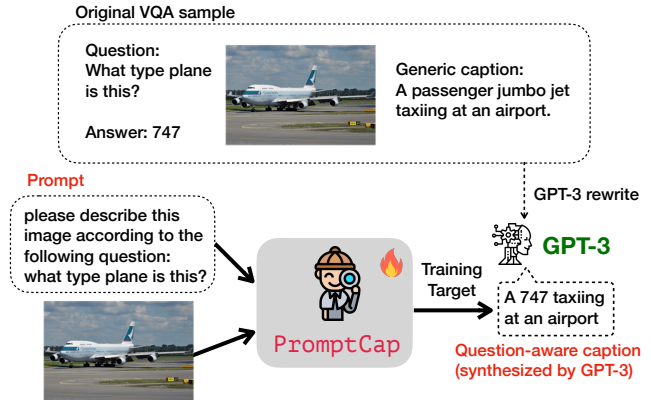 Original VQA sample
Question:
What type plane
is this?
Answer: 747
Generic caption:
A passenger jumbo jet
taxiing at an airport.
Prompt
please describe this
image according to the
following question:
what type plane is this?
PromptCap
Training
Target
GPT-3 rewrite
GPT-3
A 747 taxiing
at an airport
Question-aware caption
(synthesized by GPT-3)